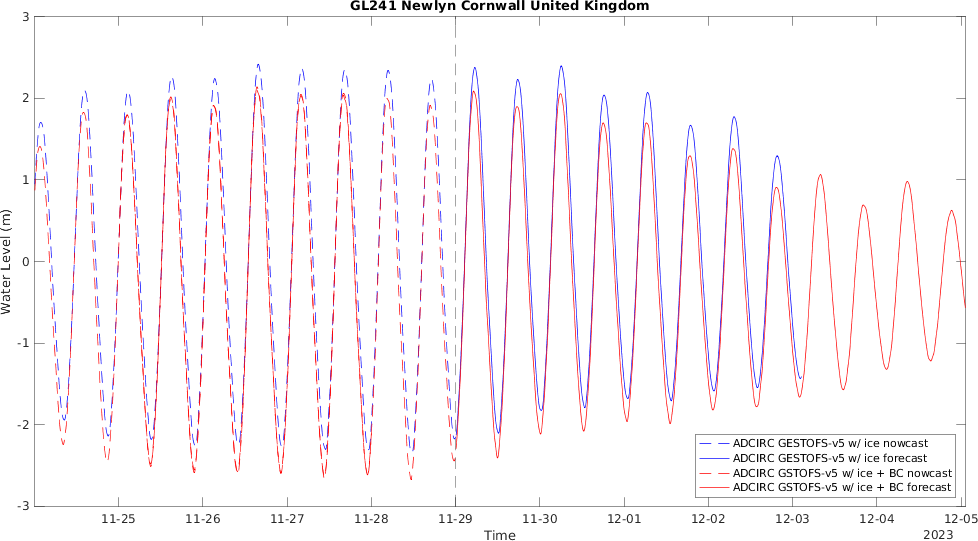 GL241 Newlyn Cornwall United Kingdom
3
2
1
0
-1
-2
-3
Water Level (m)
11-25
11-26
11-27
11-28
11-29
11-30
12-01
12-02
12-03
12-04
12-05
Time
2023
ADCIRC GESTOFS-v5 w/ ice nowcast
ADCIRC GESTOFS-v5 w/ ice forecast
ADCIRC GSTOFS-v5 w/ ice + BC nowcast
ADCIRC GSTOFS-v5 w/ ice + BC forecast